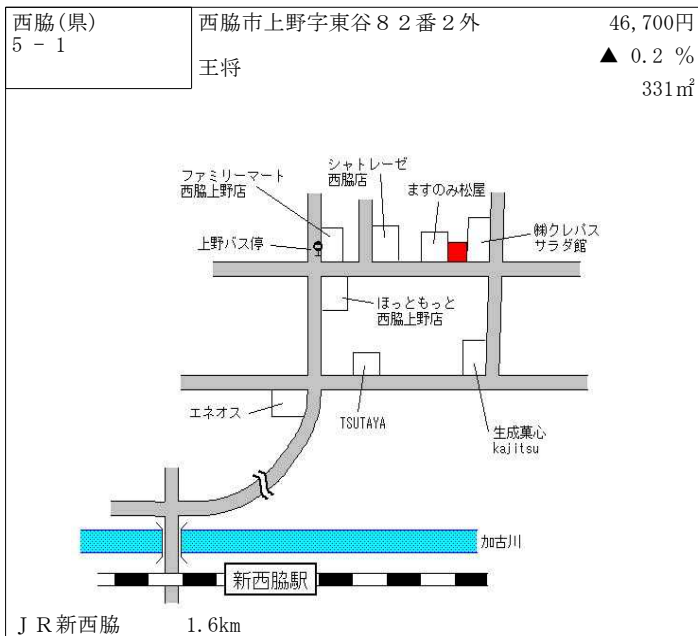 西脇(県)
5 - 1
西脇市上野字東谷８２番２外
王将
46,700円
▲ 0.2 %
331㎡
ファミリーマート
西脇上野店
シャトレーゼ
西脇店
ますのみ松屋
㈱クレバス
サラダ館
上野バス停
ほっともっと
西脇上野店
エネオス
TSUTAYA
生成菓心
kajitsu
加古川
新西脇駅
ＪＲ新西脇
1.6km